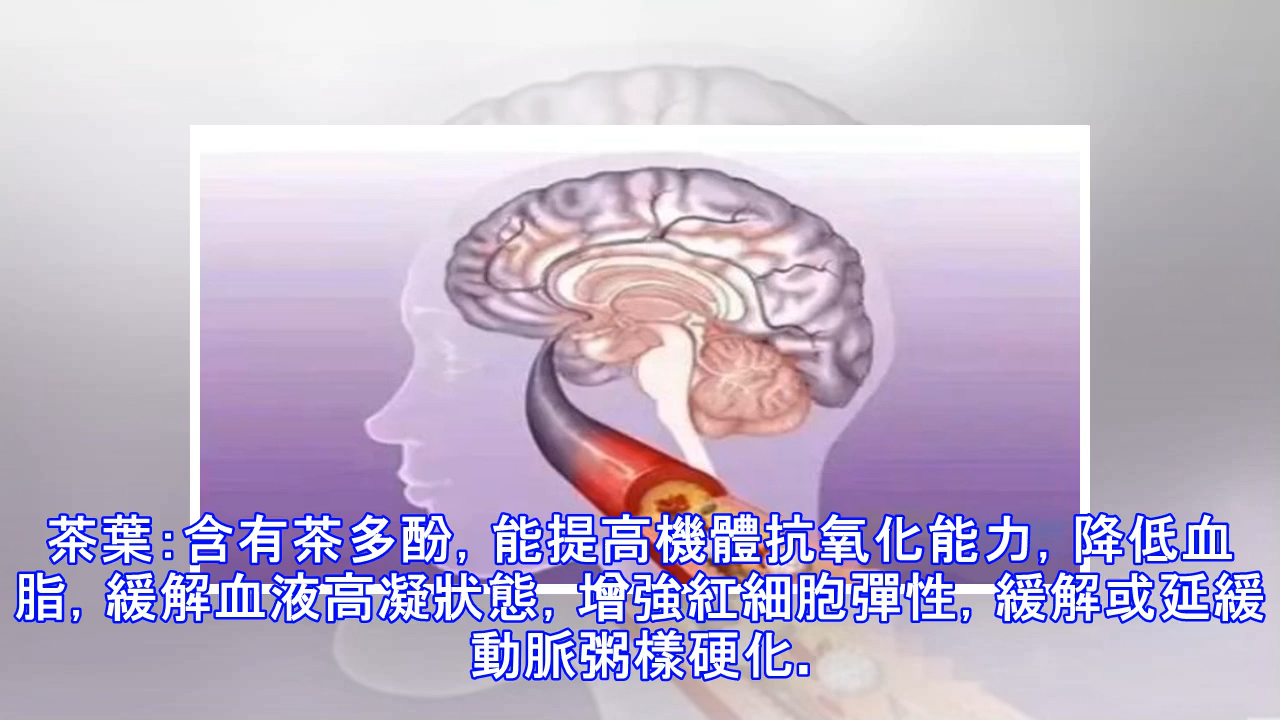 茶葉:含有茶多酚, 能提高機體抗氧化能力, 降低血
脂, 緩解血液高凝狀態, 增強紅細胞彈性, 緩解或延緩
動脈粥樣硬化.